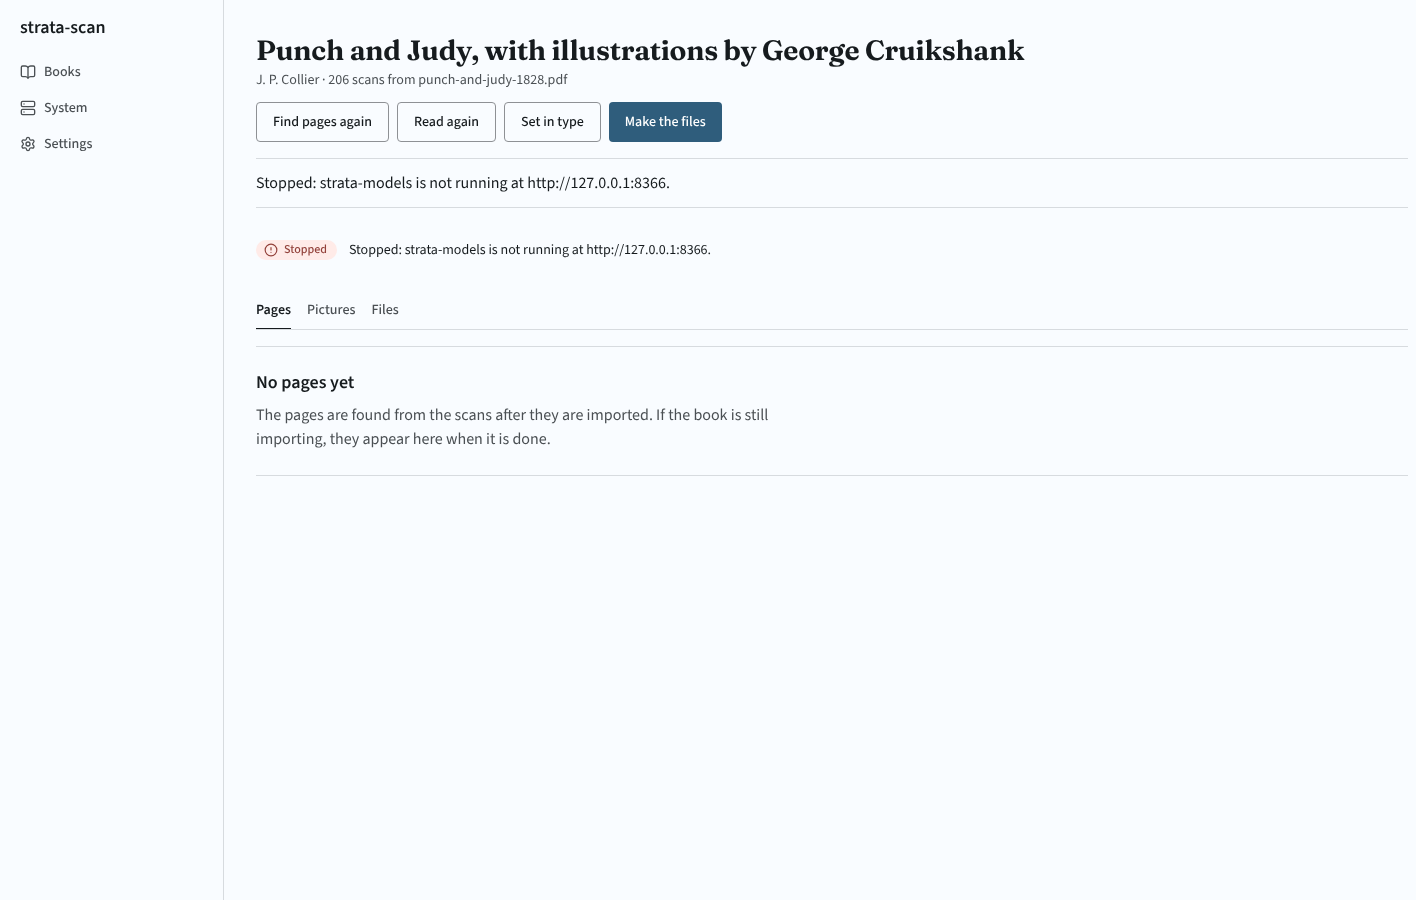 strata-scan
Books
System
Settings
Punch and Judy, with illustrations by George Cruikshank
J. P. Collier · 206 scans from punch-and-judy-1828.pdf
Find pages again
Read again
Set in type
Make the files
Stopped: strata-models is not running at http://127.0.0.1:8366.
Stopped
Stopped: strata-models is not running at http://127.0.0.1:8366.
Pages
Pictures
Files
No pages yet
The pages are found from the scans after they are imported. If the book is still
importing, they appear here when it is done.